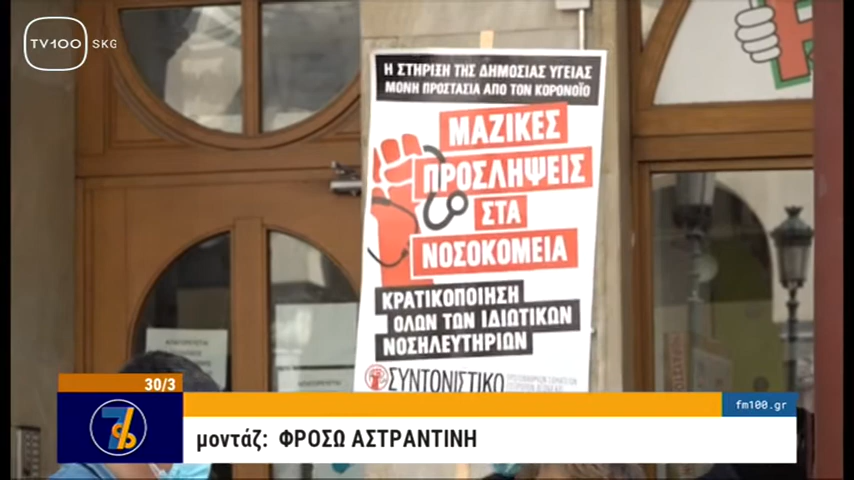 TV100 SKG
Η ΣΤΗΡΙΞΗ ΤΗΣ ΔΗΜΟΣΙΑΣ ΥΓΕΙΑΣ
ΜΟΝΗ ΠΡΟΣΤΑΣΙΑ ΑΠΟ ΤΟΝ ΚΟΡΟΝΟΪΟ
ΜΑΖΙΚΕΣ
ΠΡΟΣΛΗΨΕΙΣ
ΣΤΑ
ΝΟΣΟΚΟΜΕΙΑ
ΚΡΑΤΙΚΟΠΟΙΗΣΗ
ΟΛΩΝ ΤΩΝ ΙΔΙΩΤΙΚΩΝ
ΝΟΣΗΛΕΥΤΗΡΙΩΝ
ΣΥΝΤΟΝΙΣΤΙΚΟ
30/3
fm100.gr
μοντάζ: ΦΡΟΣΩ ΑΣΤΡΑΝΤΙΝΗ